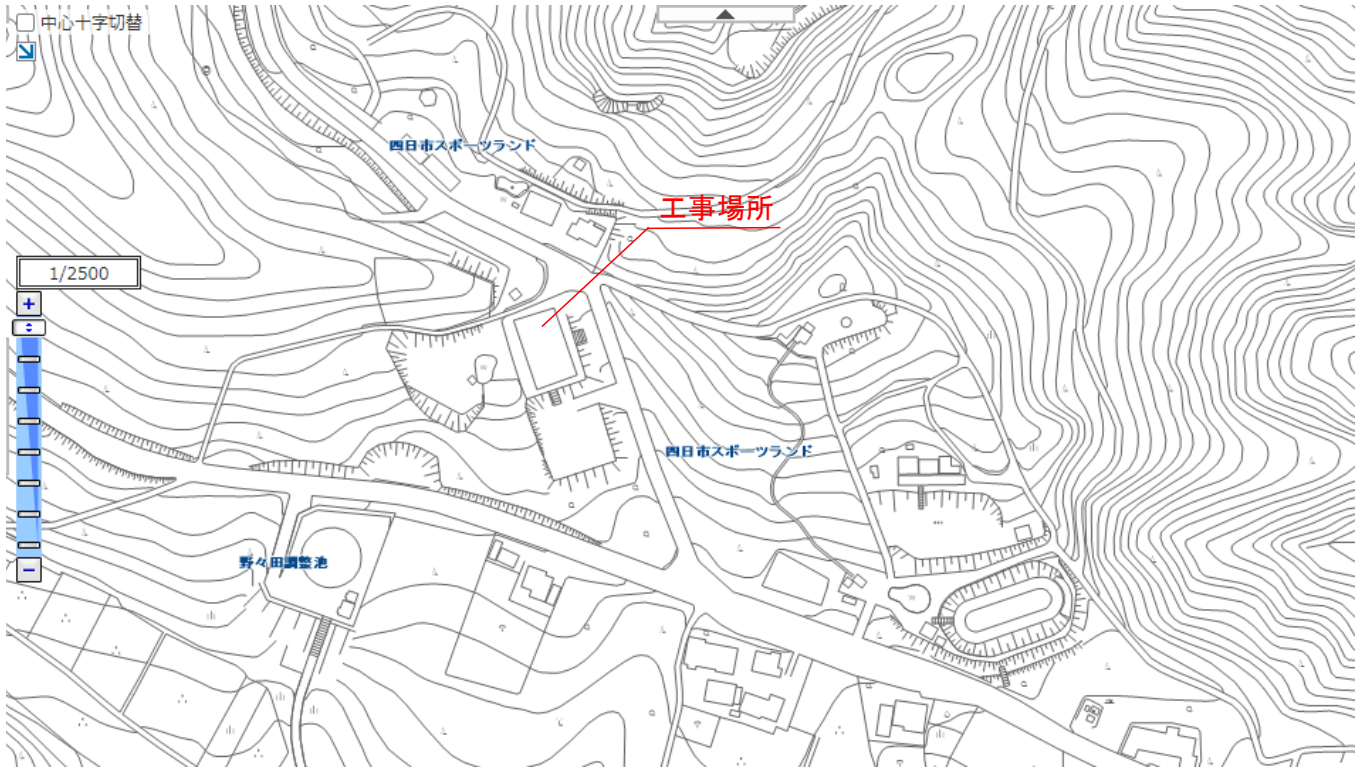 中心十字切替
四日市スポーツランド
工事場所
1/2500
+
四日市スポーツランド
野々田調整池
−